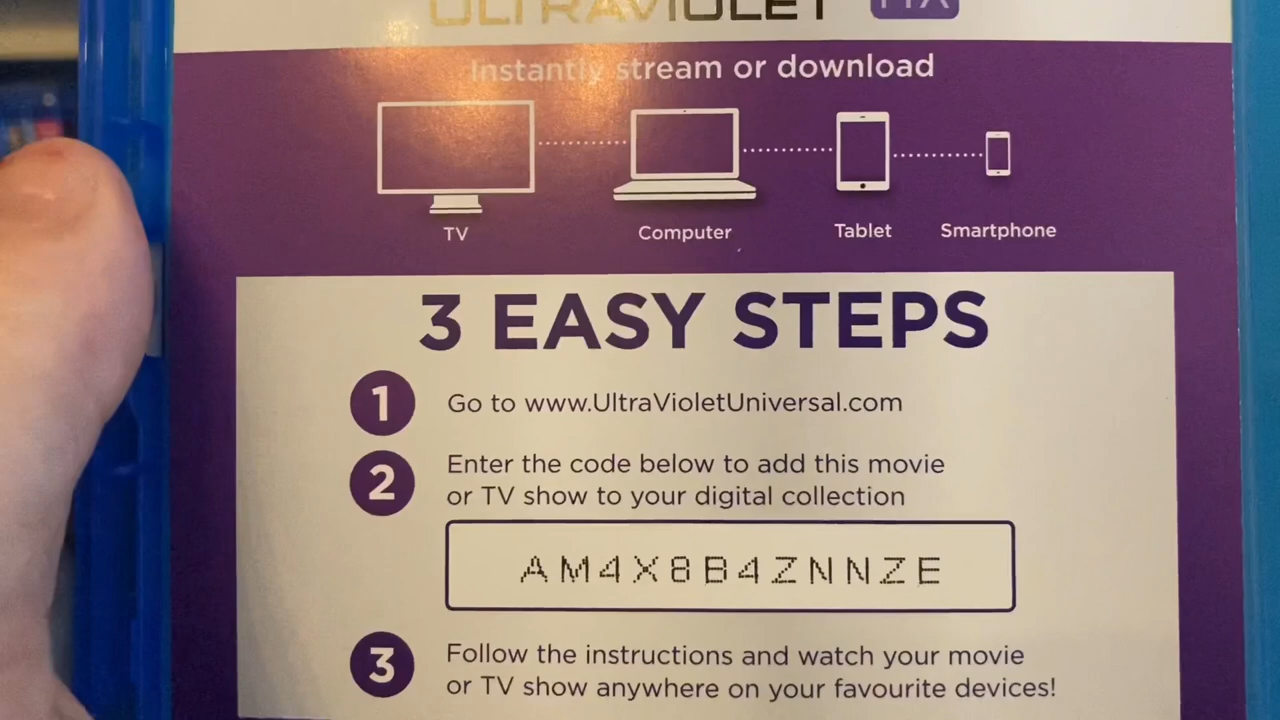 ULTRAVIOLET
Instantly stream or download
TV
Computer
Tablet
Smartphone
3 EASY STEPS
1 Go to www.UltraVioletUniversal.com
2 Enter the code below to add this movie
or TV show to your digital collection
AM4X8B4ZNNZE
3 Follow the instructions and watch your movie
or TV show anywhere on your favourite devices!